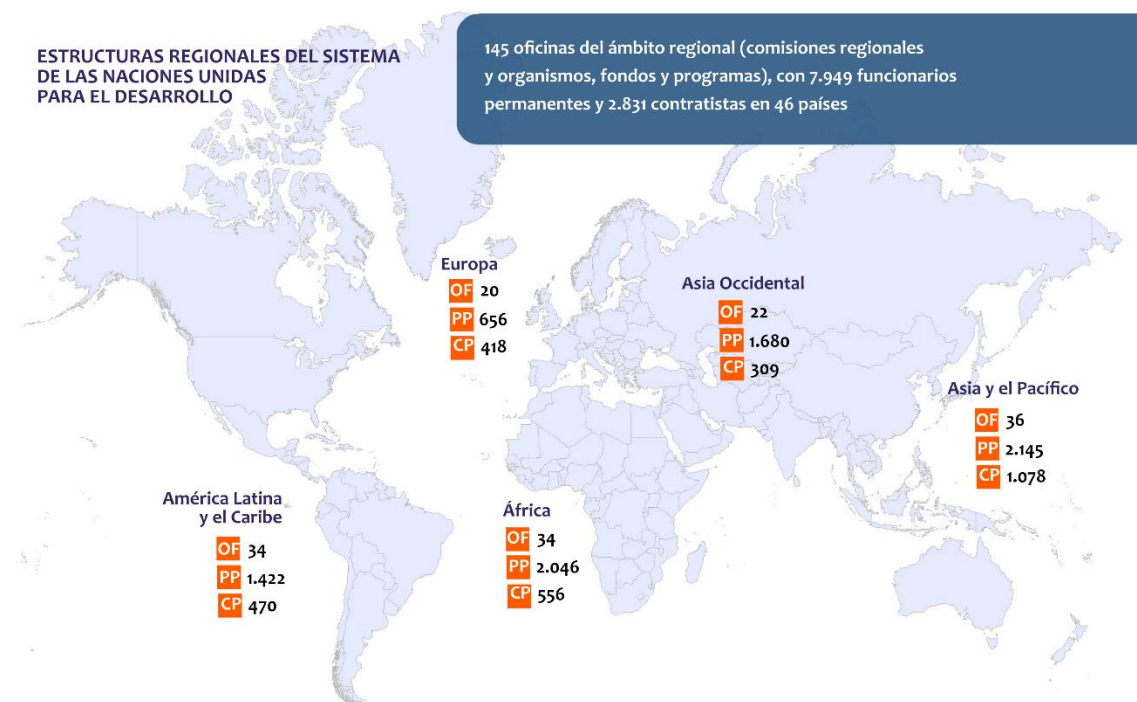 ESTRUCTURAS REGIONALES DEL SISTEMA
DE LAS NACIONES UNIDAS
PARA EL DESARROLLO
145 oficinas del ámbito regional (comisiones regionales
y organismos, fondos y programas), con 7.949 funcionarios
permanentes y 2.831 contratistas en 46 países
Europa
OF 20
PP 656
CP 418
Asia Occidental
OF 22
PP 1.680
CP 309
Asia y el Pacífico
OF 36
PP 2.145
CP 1.078
América Latina
y el Caribe
OF 34
PP 1.422
CP 470
África
OF 34
PP 2.046
CP 556